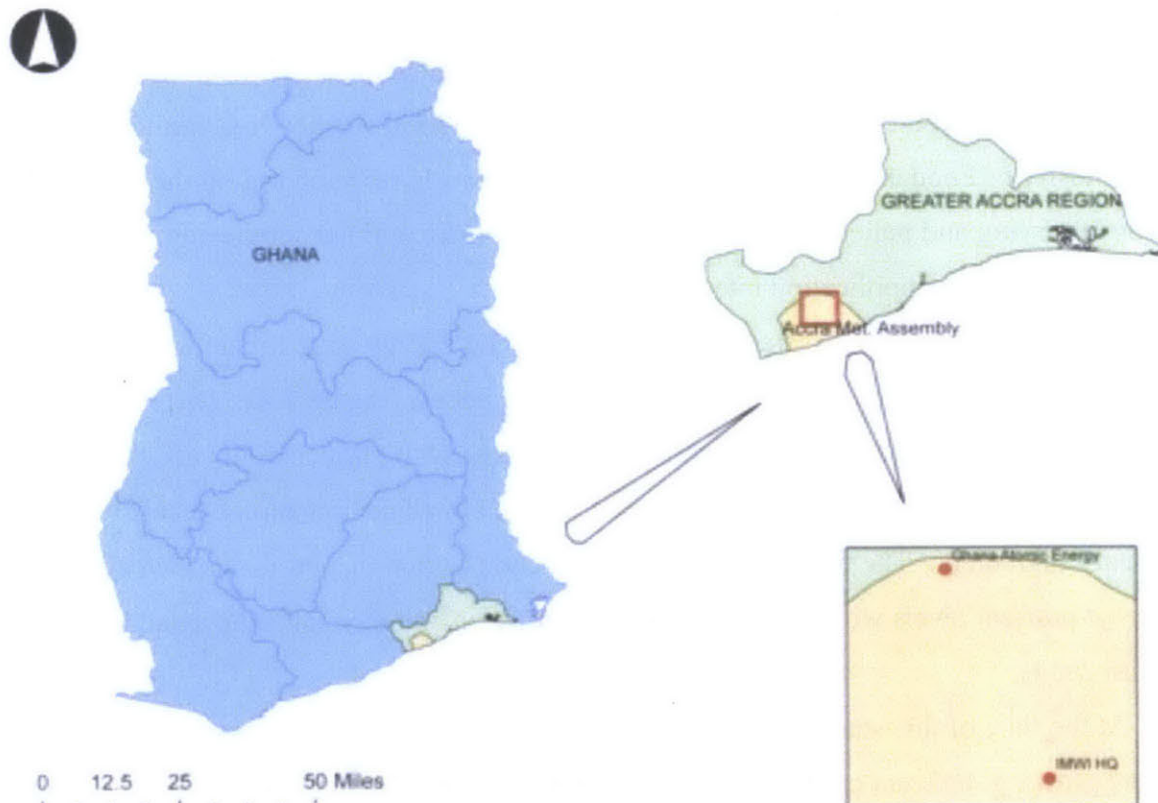 GHANA
GREATER ACCRA REGION
Accra Met. Assembly
Ghana Atomic Energy
IMWI HQ
0 12.5 25 50 Miles